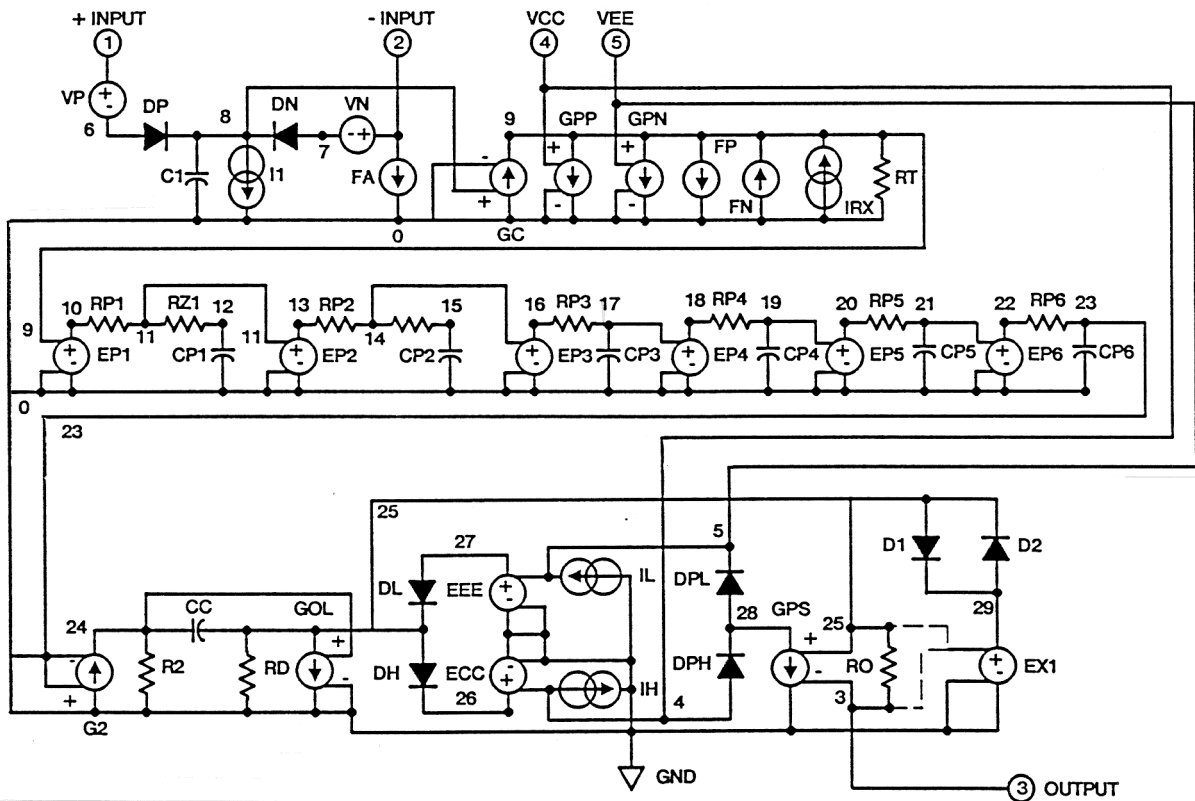 + INPUT
- INPUT
VCC
VEE
1
2
4
5
VP
+
-
6
DP
8
DN
VN
- +
7
9
GPP
GPN
FP
C1
I1
FA
-
+
+
-
+
-
FN
IRX
RT
0
GC
10
RP1
RZ1
12
13
RP2
15
16
RP3
17
18
RP4
19
20
RP5
21
22
RP6
23
9
11
11
14
+
-
EP1
CP1
+
-
EP2
CP2
+
-
EP3
CP3
+
-
EP4
CP4
+
-
EP5
CP5
+
-
EP6
CP6
0
23
25
27
5
D1
D2
DL
EEE
+
-
IL
DPL
24
CC
GOL
28
GPS
25
29
-
+
G2
R2
RD
+
-
DH
ECC
-
+
IH
26
4
DPH
+
-
RO
3
+
-
EX1
GND
3
OUTPUT